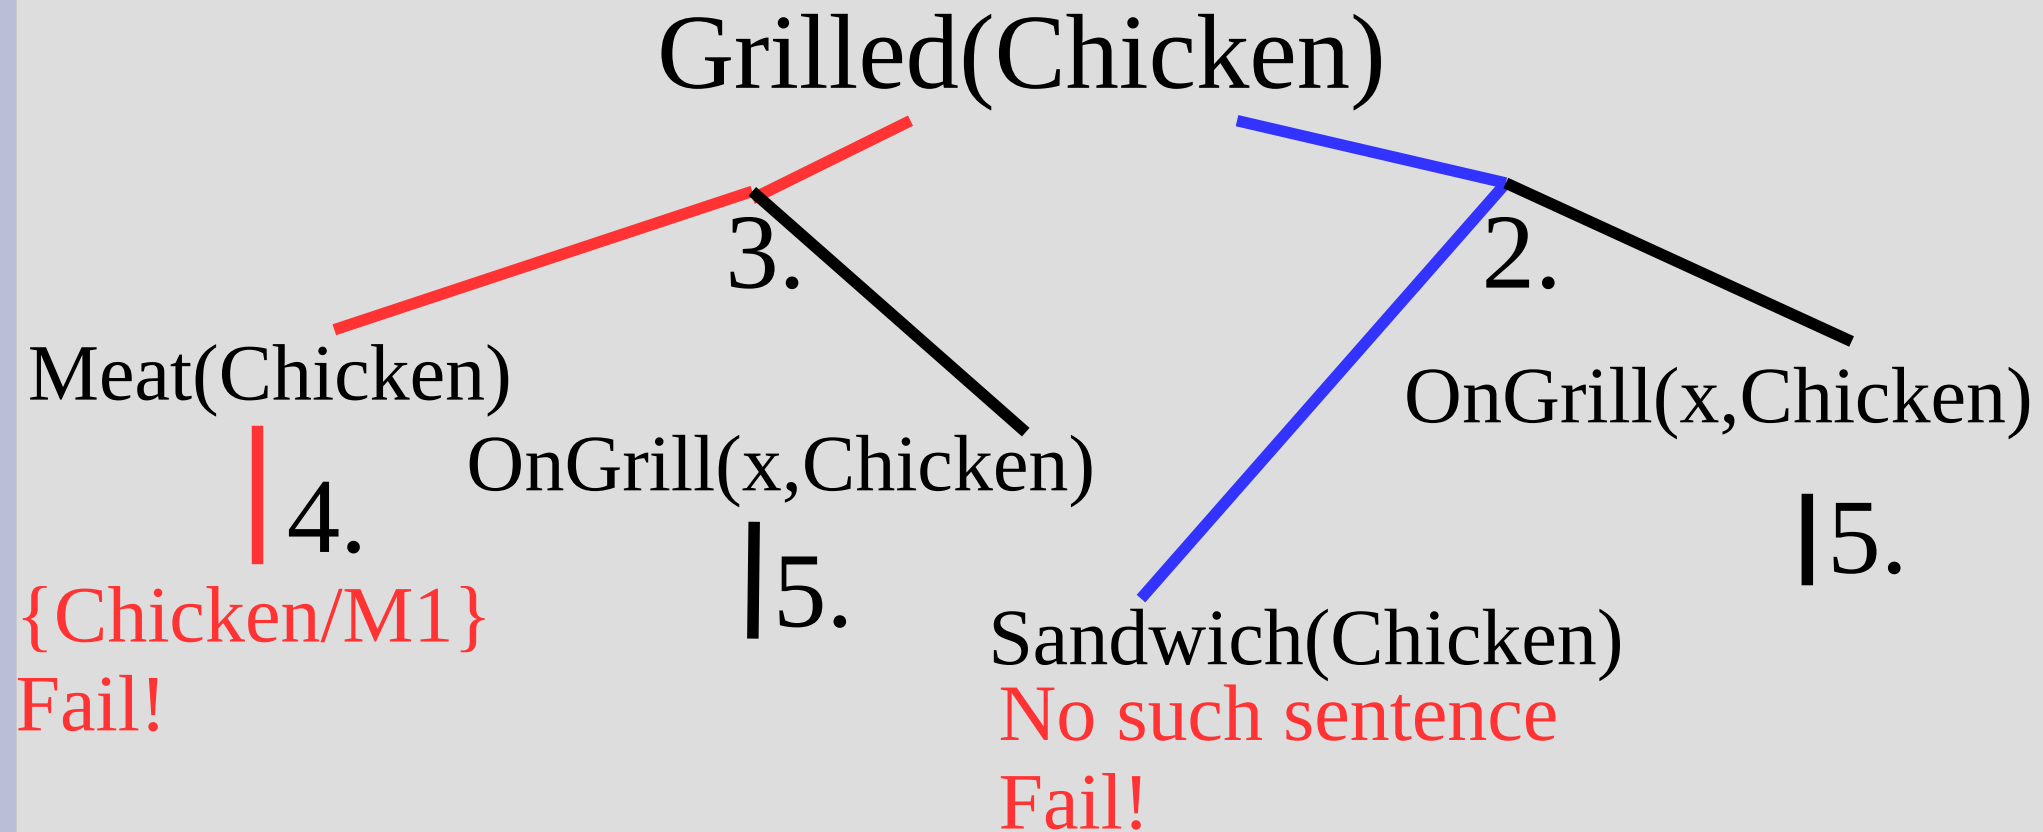 Grilled(Chicken)
3.
2.
Meat(Chicken)
OnGrill(x,Chicken)
OnGrill(x,Chicken)
4.
5.
5.
{Chicken/M1}
Fail!
Sandwich(Chicken)
No such sentence
Fail!